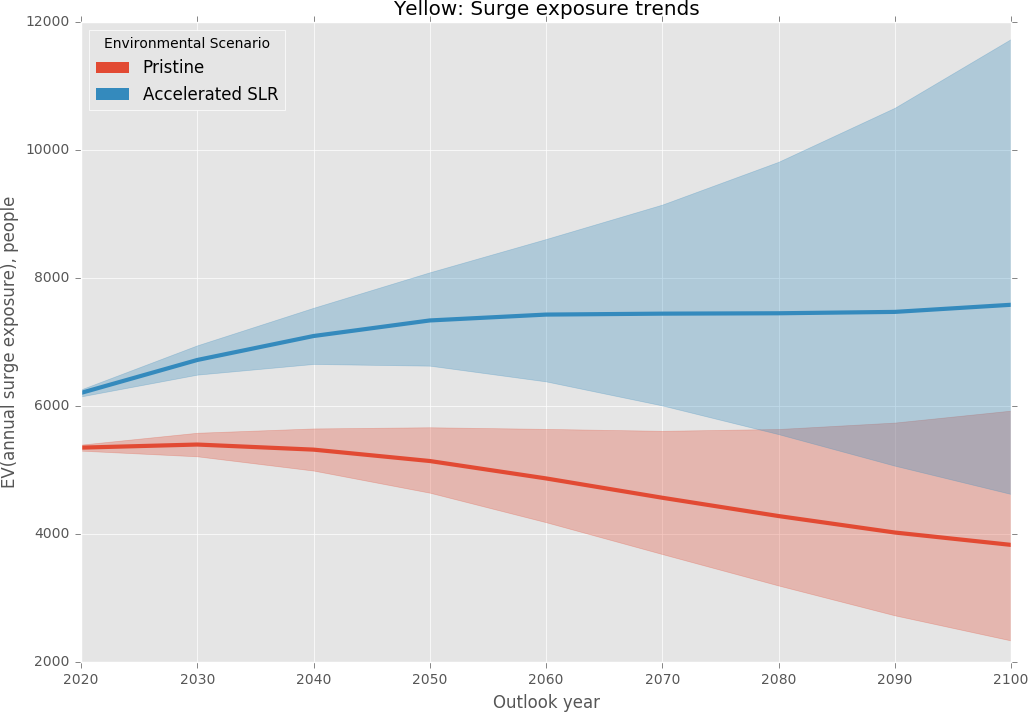 Yellow: Surge exposure trends
12000
10000
8000
6000
4000
2000
EV(annual surge exposure), people
Environmental Scenario
Pristine
Accelerated SLR
2020 2030 2040 2050 2060 2070 2080 2090 2100
Outlook year